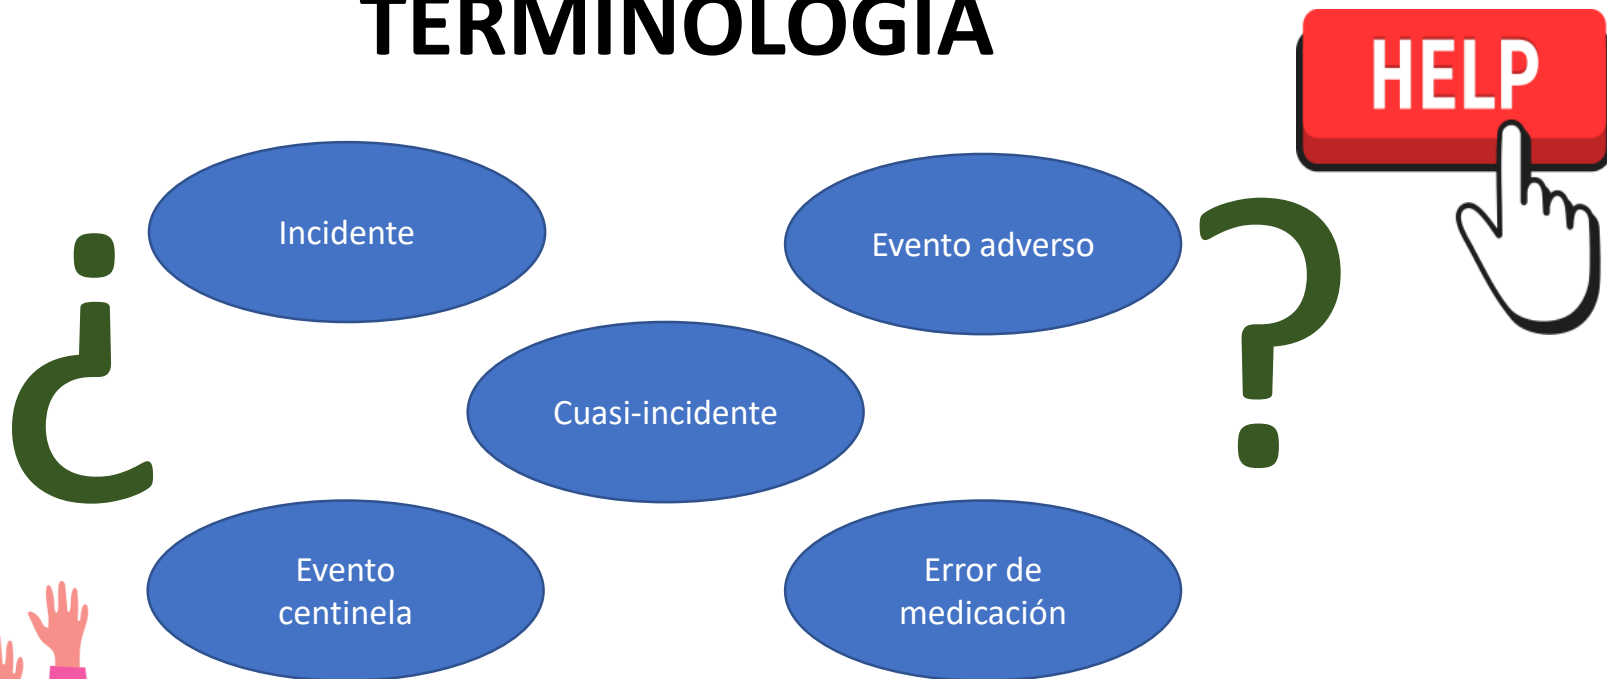 TERMINOLOGÍA
HELP
Incidente
Evento adverso
¿
?
Cuasi-incidente
Evento
centinela
Error de
medicación